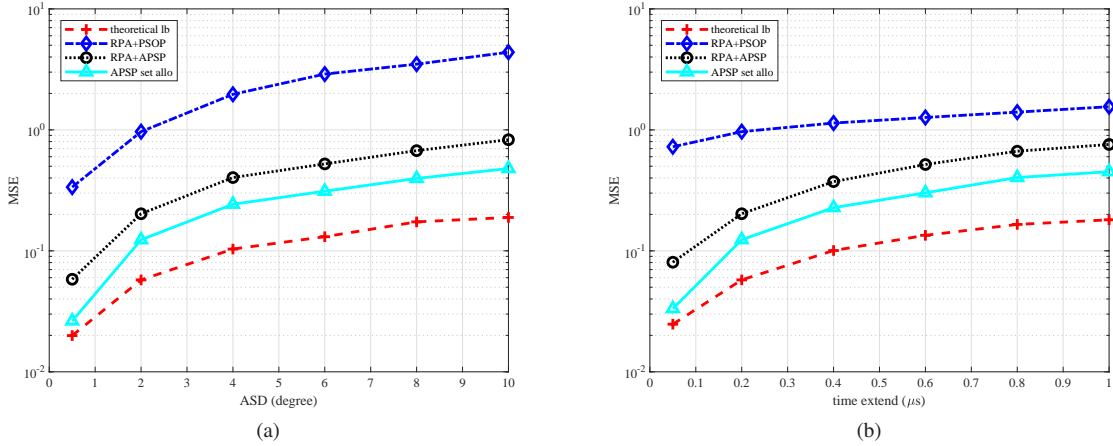 10^1
10^0
10^-1
10^-2
MSE
theoretical lb
RPA+PSOP
RPA+APSP
APSP set allo
0 1 2 3 4 5 6 7 8 9 10
ASD (degree)
(a)
10^1
10^0
10^-1
10^-2
MSE
theoretical lb
RPA+PSOP
RPA+APSP
APSP set allo
0 0.1 0.2 0.3 0.4 0.5 0.6 0.7 0.8 0.9 1
time extend (μs)
(b)